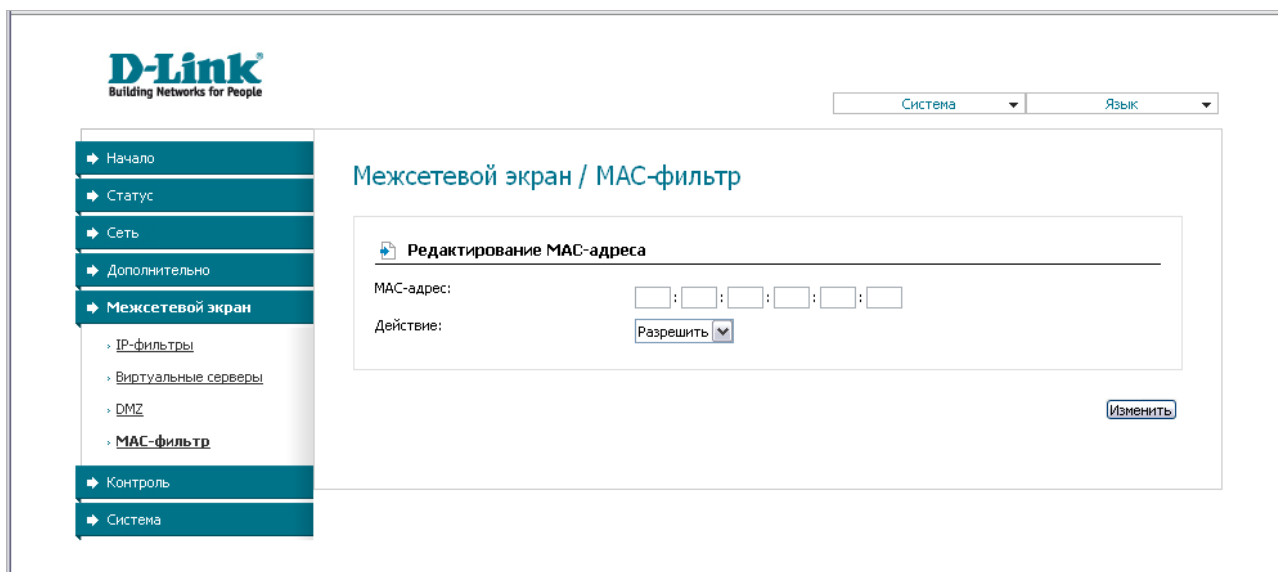 D-Link
Building Networks for People
Система
Язык
Начало
Статус
Сеть
Дополнительно
Межсетевой экран
IP-фильтры
Виртуальные серверы
DMZ
MAC-фильтр
Контроль
Система
Межсетевой экран / MAC-фильтр
Редактирование MAC-адреса
MAC-адрес:
: : : : :
Действие:
Разрешить
Изменить